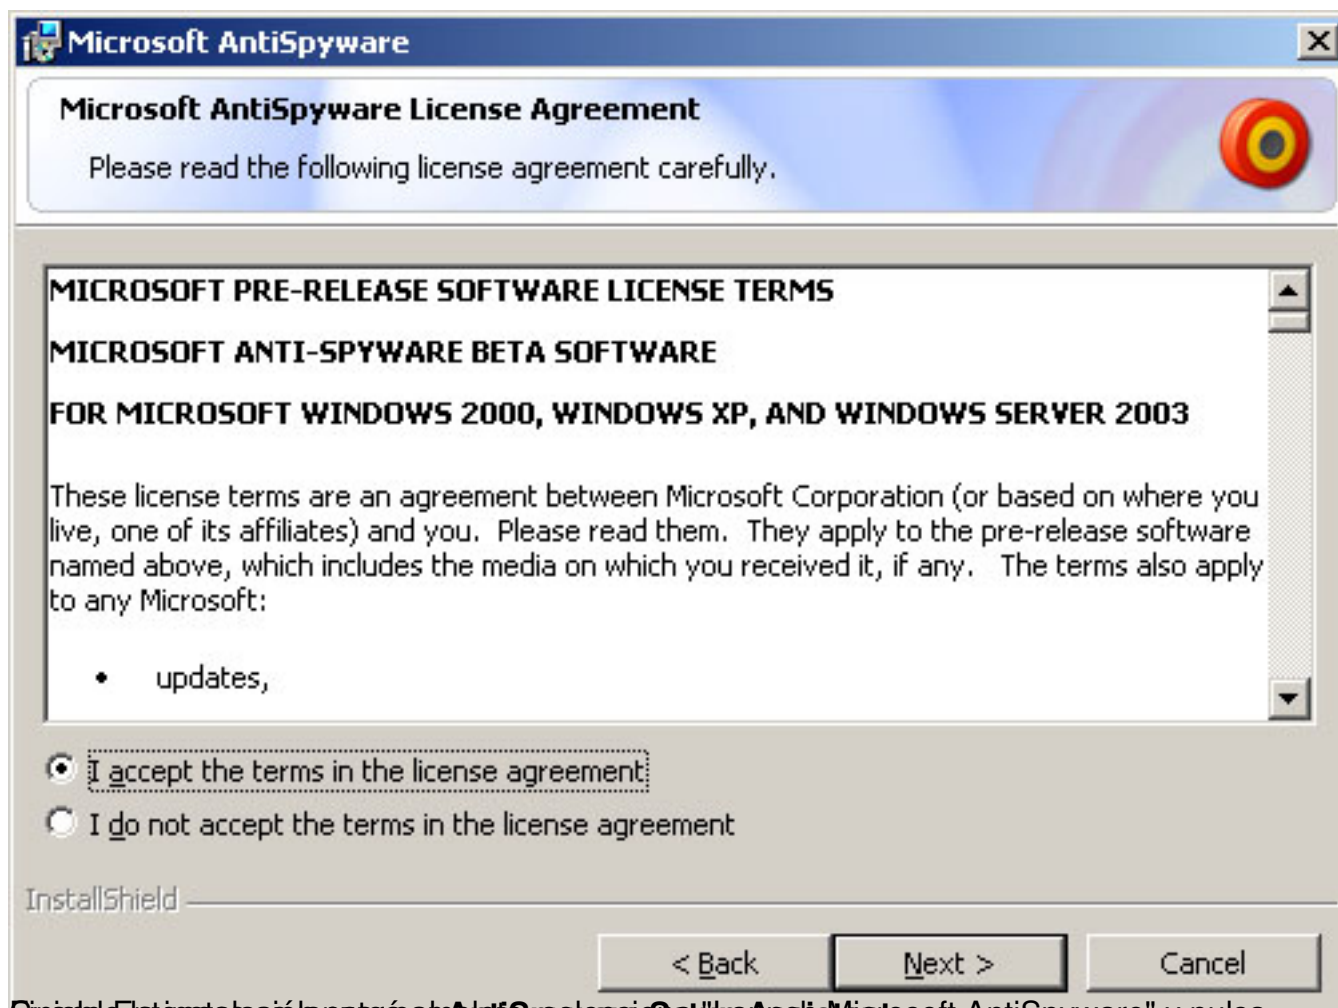 Microsoft AntiSpyware
Microsoft AntiSpyware License Agreement
Please read the following license agreement carefully.
MICROSOFT PRE-RELEASE SOFTWARE LICENSE TERMS
MICROSOFT ANTI-SPYWARE BETA SOFTWARE
FOR MICROSOFT WINDOWS 2000, WINDOWS XP, AND WINDOWS SERVER 2003
These license terms are an agreement between Microsoft Corporation (or based on where you
live, one of its affiliates) and you.  Please read them.  They apply to the pre-release software
named above, which includes the media on which you received it, if any.   The terms also apply
to any Microsoft:
• updates,
I accept the terms in the license agreement
I do not accept the terms in the license agreement
InstallShield
< Back
Next >
Cancel
AntiSpyware" y pulse